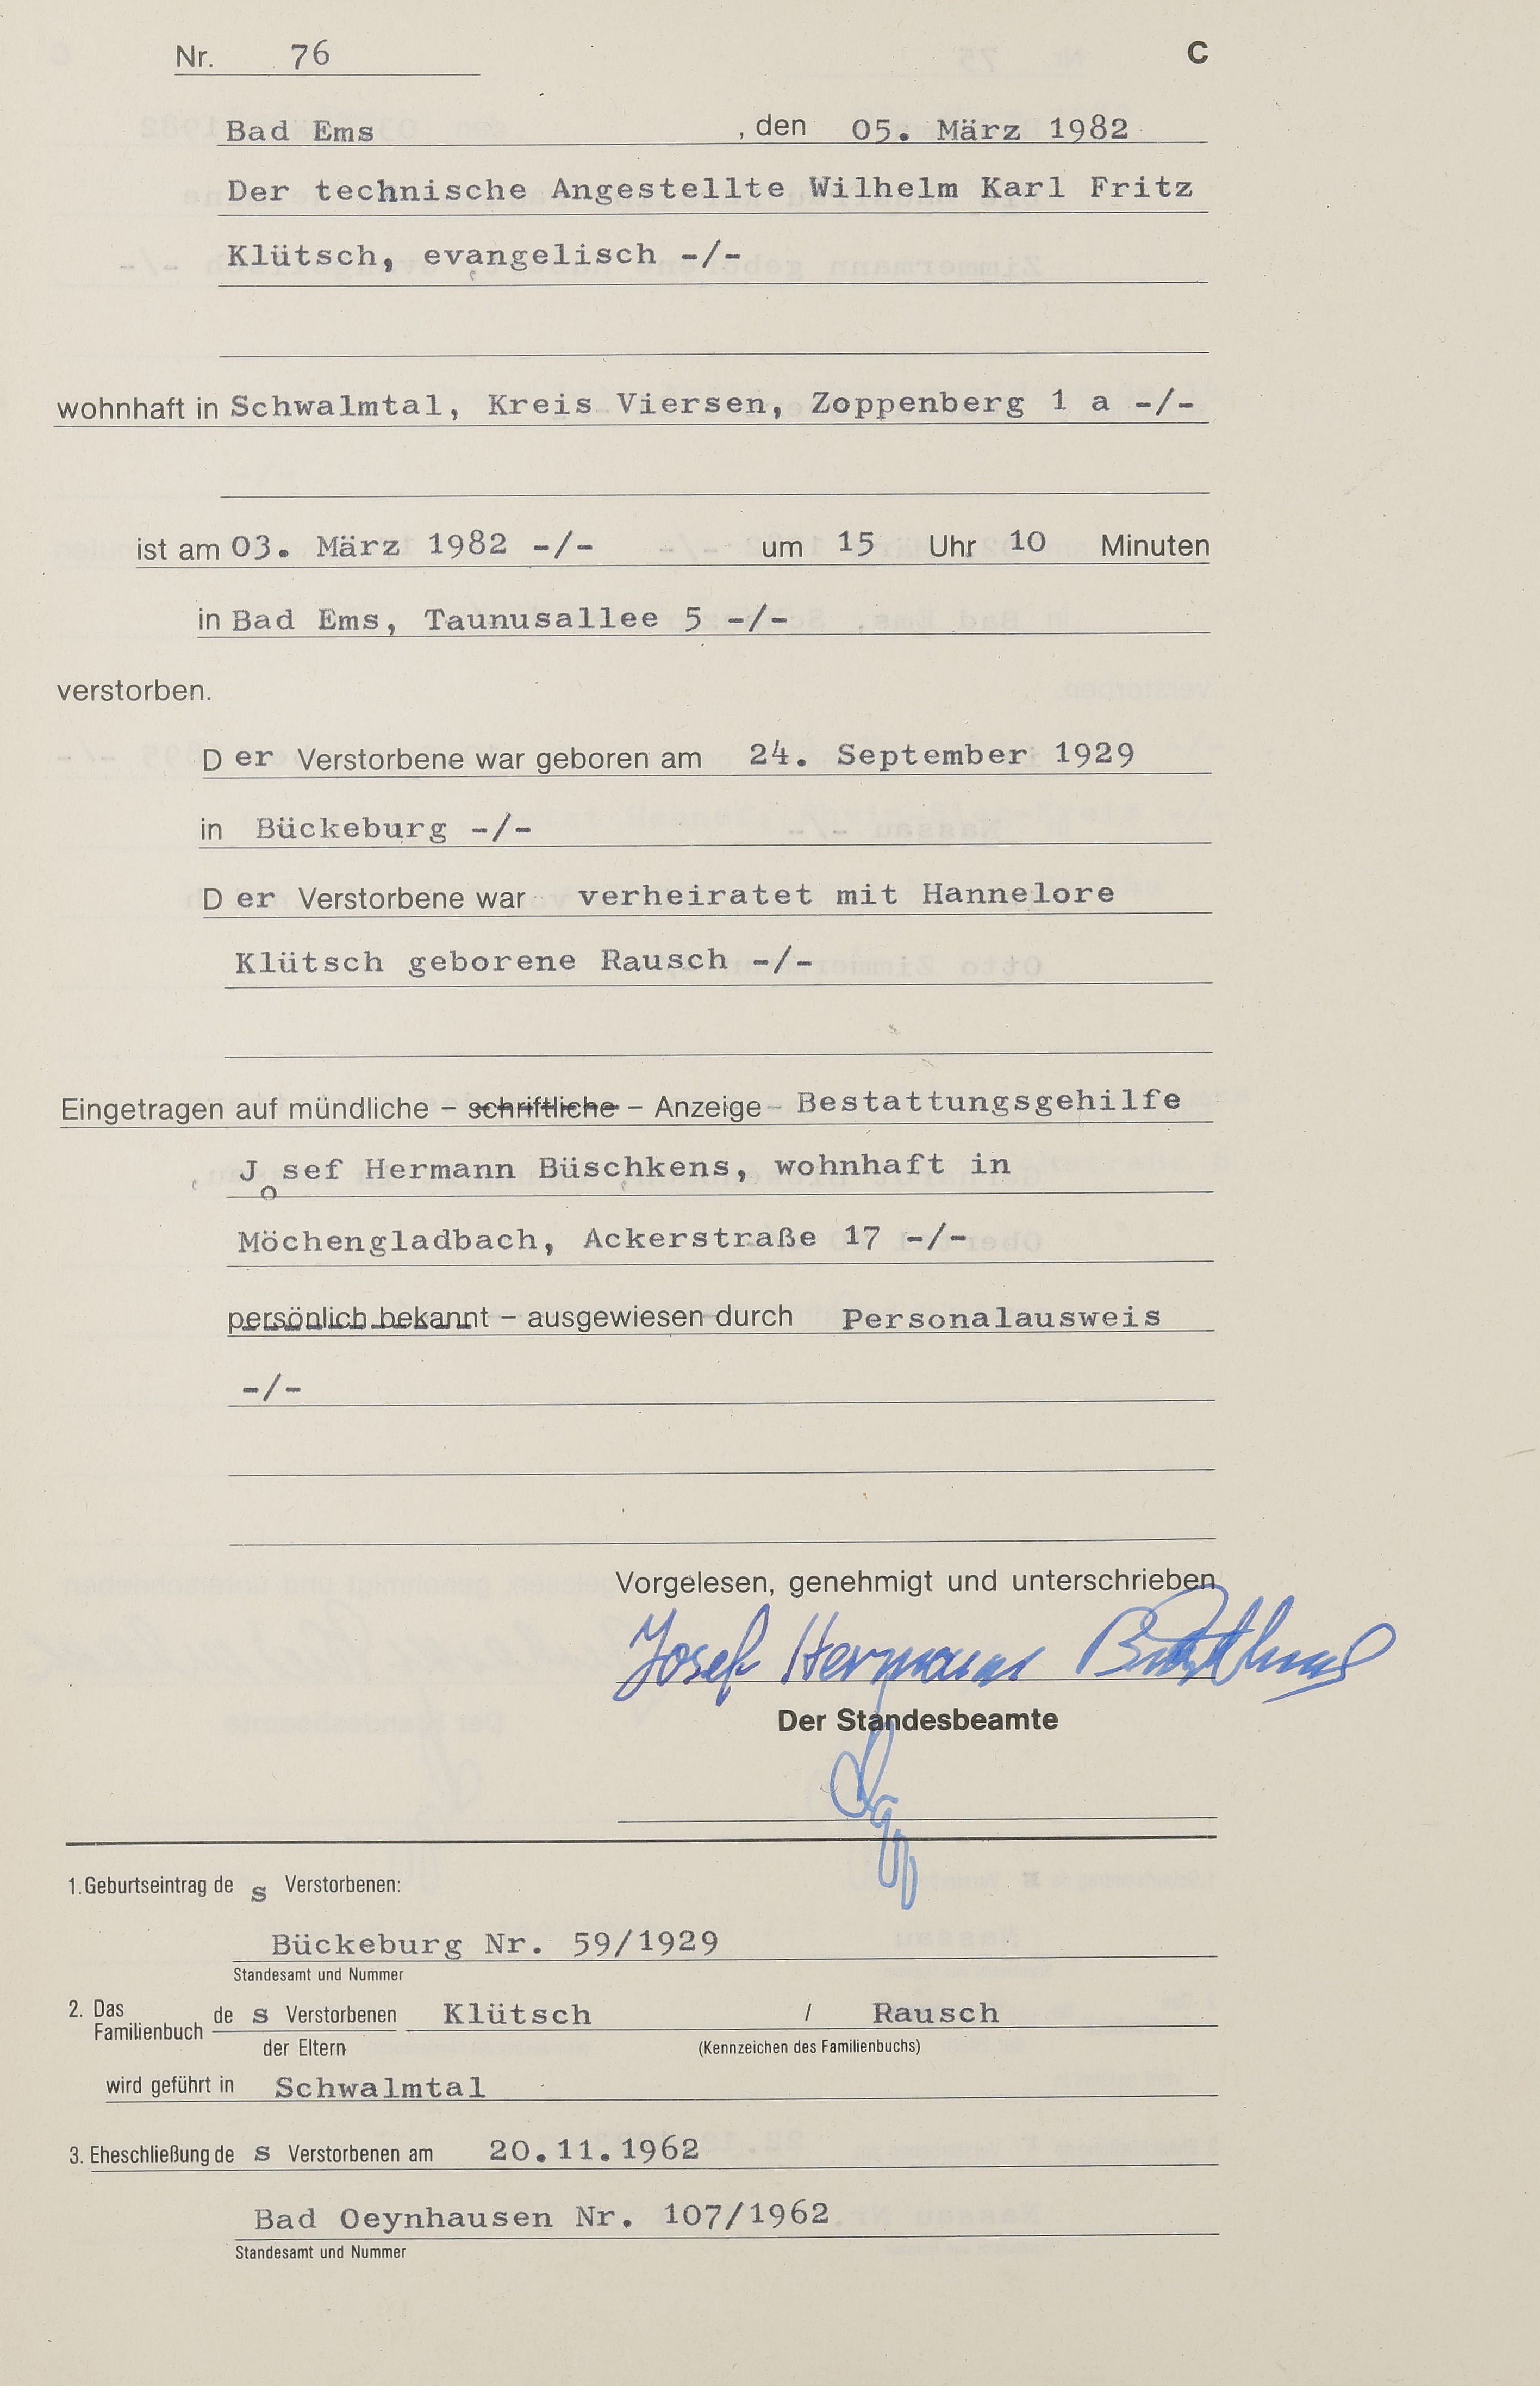 Nr. 76 C
Bad Ems , den 05. März 1982
Der technische Angestellte Wilhelm Karl Fritz
Klütsch, evangelisch -/-
wohnhaft in Schwalmtal, Kreis Viersen, Zoppenberg 1 a -/-
ist am 03. März 1982 -/- um 15 Uhr 10 Minuten
in Bad Ems, Taunusallee 5 -/-
verstorben.
D er Verstorbene war geboren am 24. September 1929
in Bückeburg -/-
D er Verstorbene war verheiratet mit Hannelore
Klütsch geborene Rausch -/-
Eingetragen auf mündliche – schriftliche – Anzeige – Bestattungsgehilfe
Josef Hermann Büschkens, wohnhaft in
Möchengladbach, Ackerstraße 17 -/-
persönlich bekannt – ausgewiesen durch Personalausweis
-/-
Vorgelesen, genehmigt und unterschrieben
Josef Hermann
Der Standesbeamte
1. Geburtseintrag de s Verstorbenen:
Bückeburg Nr. 59/1929
Standesamt und Nummer
2. Das Familienbuch de s Verstorbenen Klütsch / Rausch
der Eltern (Kennzeichen des Familienbuchs)
wird geführt in Schwalmtal
3. Eheschließung de s Verstorbenen am 20.11.1962
Bad Oeynhausen Nr. 107/1962
Standesamt und Nummer